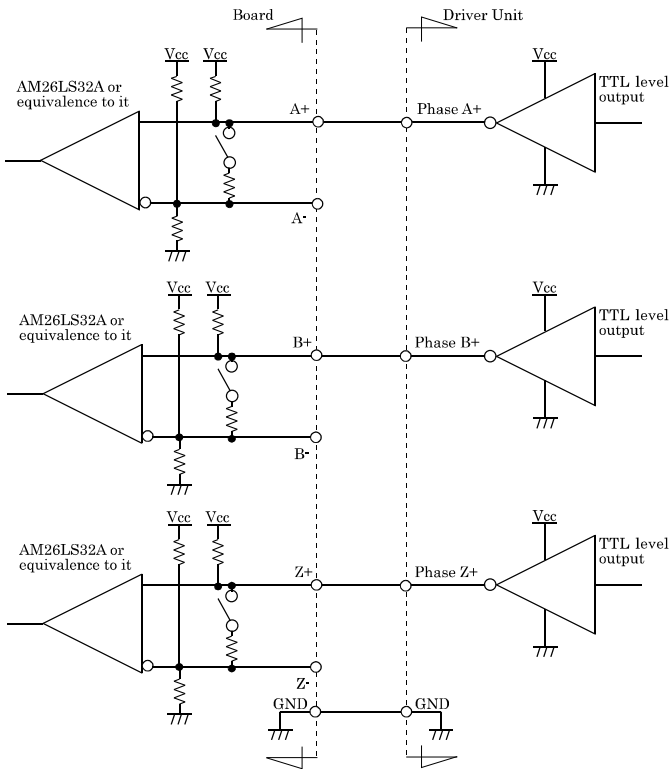 Board
Driver Unit
Vcc
Vcc
Vcc
AM26LS32A or
equivalence to it
TTL level
output
A+
Phase A+
A-
Vcc
Vcc
Vcc
AM26LS32A or
equivalence to it
TTL level
output
B+
Phase B+
B-
Vcc
Vcc
Vcc
AM26LS32A or
equivalence to it
TTL level
output
Z+
Phase Z+
Z-
GND
GND